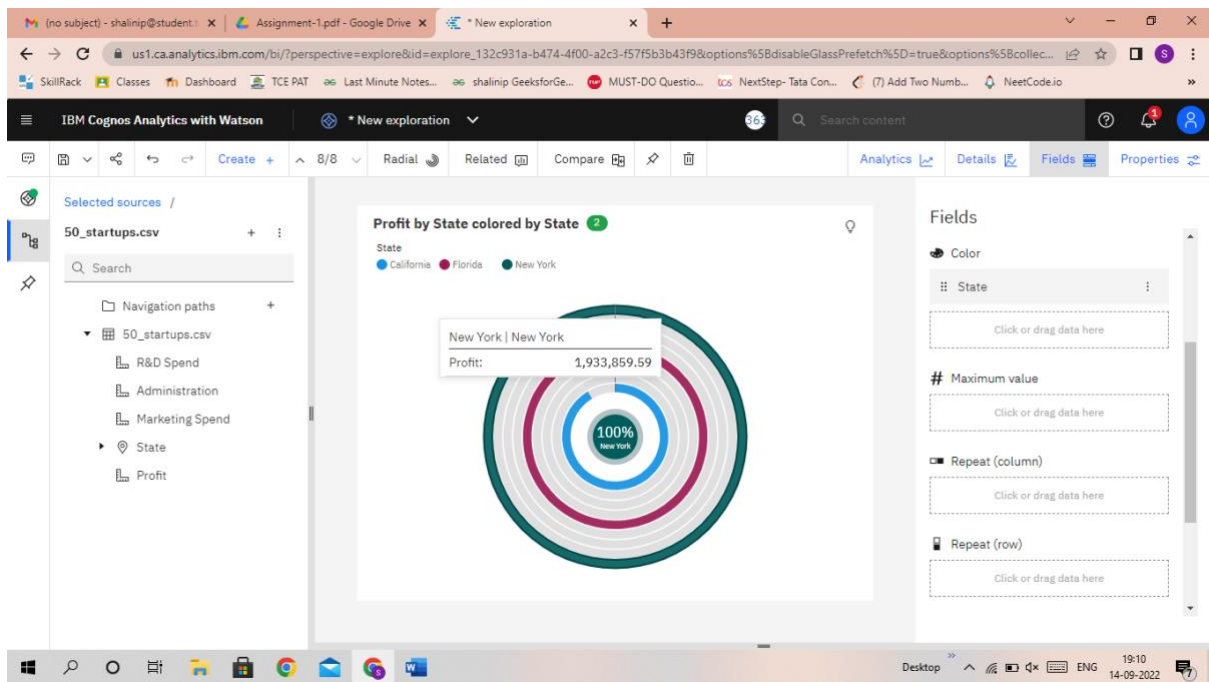 (no subject) - shalinip@student.t
Assignment-1.pdf - Google Drive
* New exploration
us1.ca.analytics.ibm.com/bi/?perspective=explore&id=explore_132c931a-b474-4f00-a2c3-f57f5b3b43f9&options%5BdisableGlassPrefetch%5D=true&options%5Bcollec...
S
SkillRack
Classes
Dashboard
TCE PAT
Last Minute Notes...
shalinip GeeksforGe...
MUST-DO Questio...
NextStep- Tata Con...
(7) Add Two Numb...
NeetCode.io
»
IBM Cognos Analytics with Watson
* New exploration
363
Search content
1
Create +
8/8
Radial
Related
Compare
Analytics
Details
Fields
Properties
Selected sources /
50_startups.csv
Search
Navigation paths
50_startups.csv
R&D Spend
Administration
Marketing Spend
State
Profit
Profit by State colored by State 2
State
California
Florida
New York
New York | New York
Profit: 1,933,859.59
100%
New York
Fields
Color
State
Click or drag data here
# Maximum value
Click or drag data here
Repeat (column)
Click or drag data here
Repeat (row)
Click or drag data here
Desktop
»
ENG
19:10
14-09-2022
7